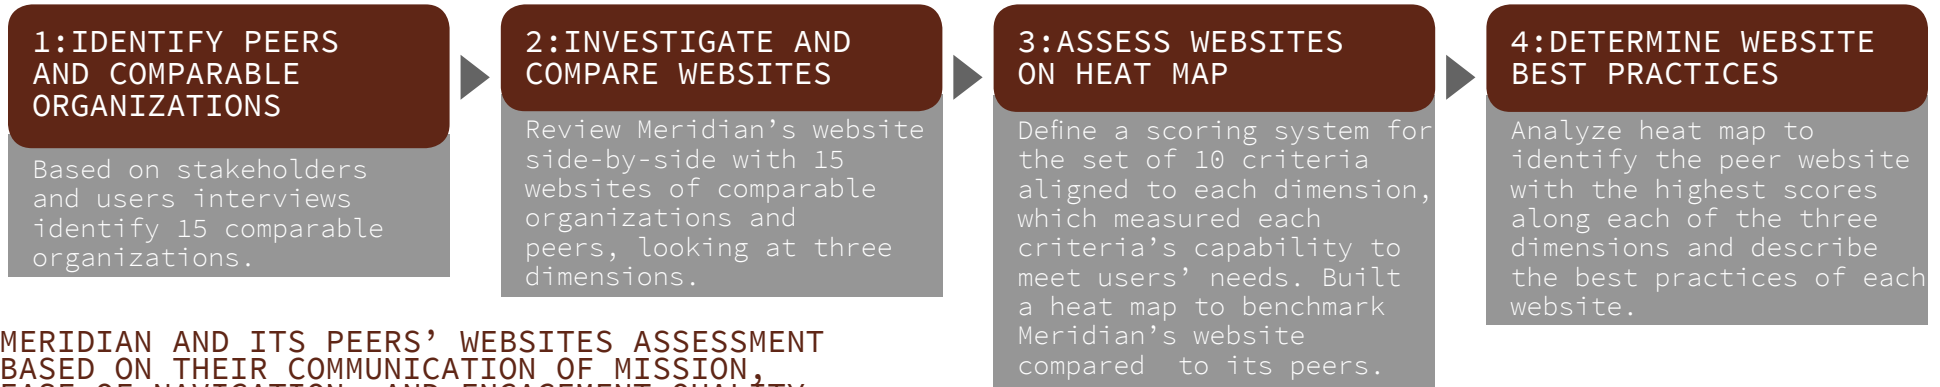 1:IDENTIFY PEERS
AND COMPARABLE
ORGANIZATIONS
Based on stakeholders
and users interviews
identify 15 comparable
organizations.
2:INVESTIGATE AND
COMPARE WEBSITES
Review Meridian’s website
side-by-side with 15
websites of comparable
organizations and
peers, looking at three
dimensions.
3:ASSESS WEBSITES
ON HEAT MAP
Define a scoring system for
the set of 10 criteria
aligned to each dimension,
which measured each
criteria’s capability to
meet users’ needs. Built
a heat map to benchmark
Meridian’s website
compared  to its peers.
4:DETERMINE WEBSITE
BEST PRACTICES
Analyze heat map to
identify the peer website
with the highest scores
along each of the three
dimensions and describe
the best practices of each
website.
MERIDIAN AND ITS PEERS’ WEBSITES ASSESSMENT
BASED ON THEIR COMMUNICATION OF MISSION,
EASE OF NAVIGATION, AND ENGAGEMENT QUALITY